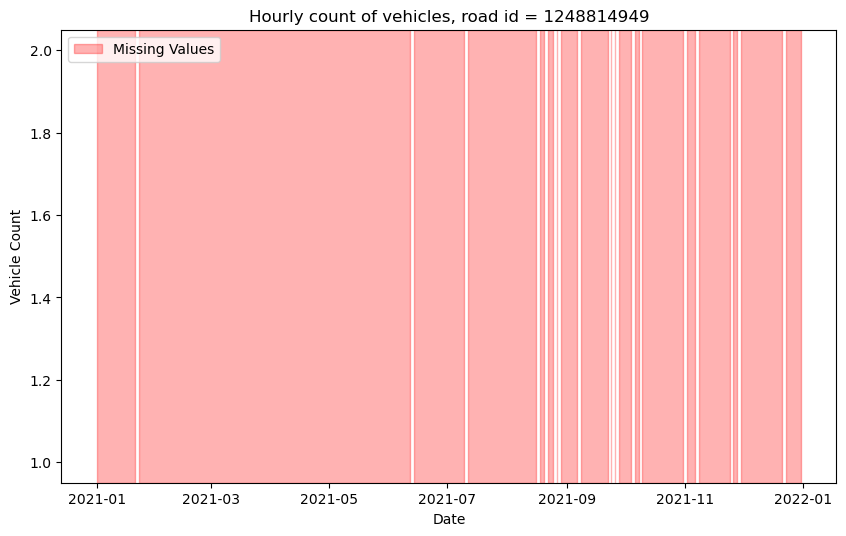 Hourly count of vehicles, road id = 1248814949
Missing Values
2.0
1.8
1.6
1.4
1.2
1.0
Vehicle Count
2021-01 2021-03 2021-05 2021-07 2021-09 2021-11 2022-01
Date